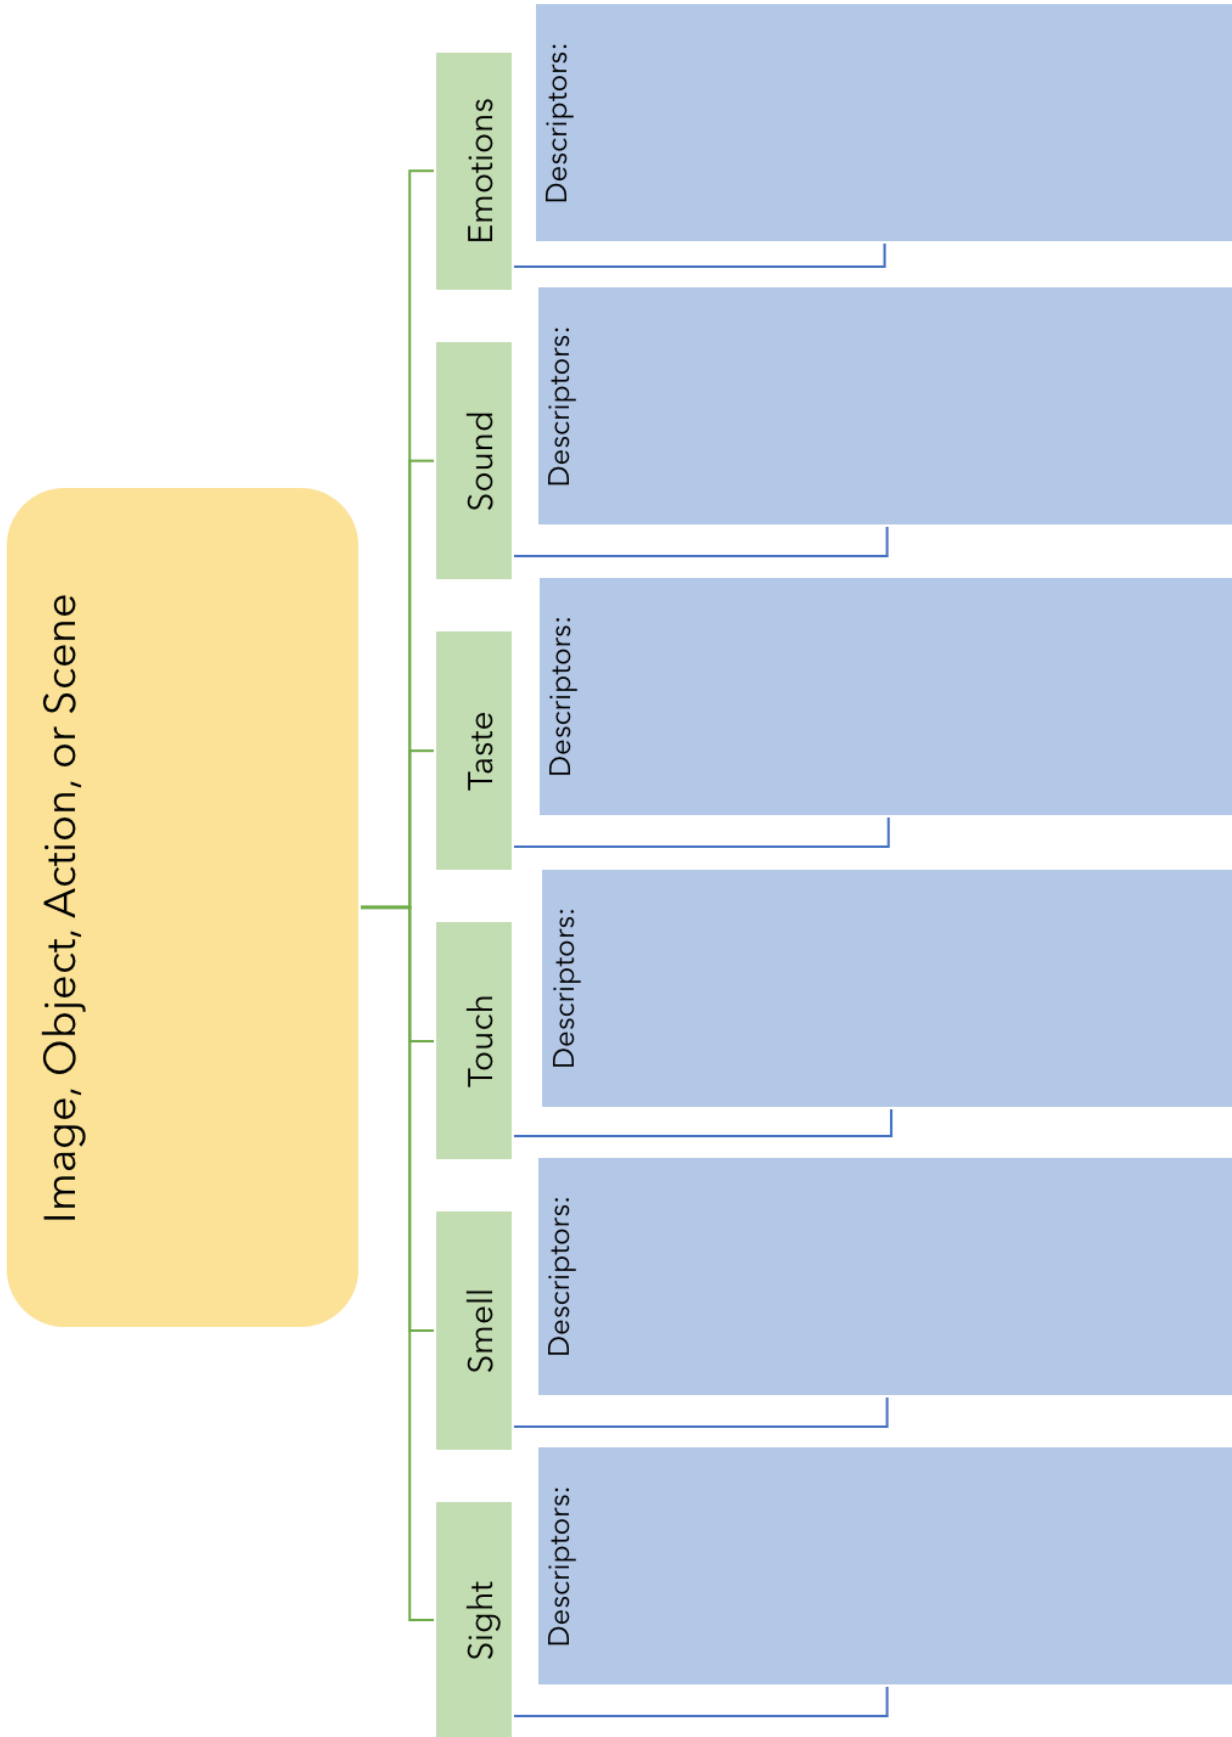 Image, Object, Action, or Scene
Sight
Smell
Touch
Taste
Sound
Emotions
Descriptors:
Descriptors:
Descriptors:
Descriptors:
Descriptors:
Descriptors: